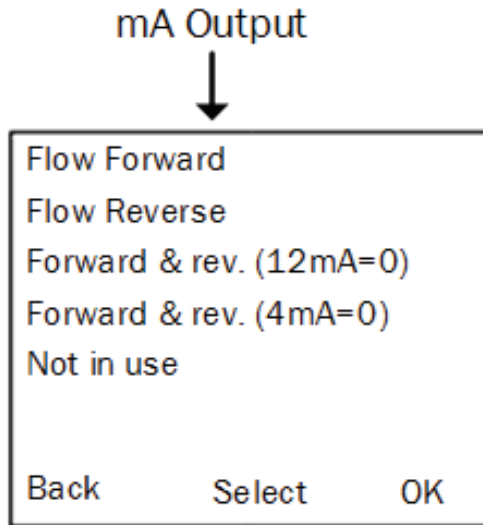 mA Output
Flow Forward
Flow Reverse
Forward & rev. (12mA=0)
Forward & rev. (4mA=0)
Not in use
Back Select OK